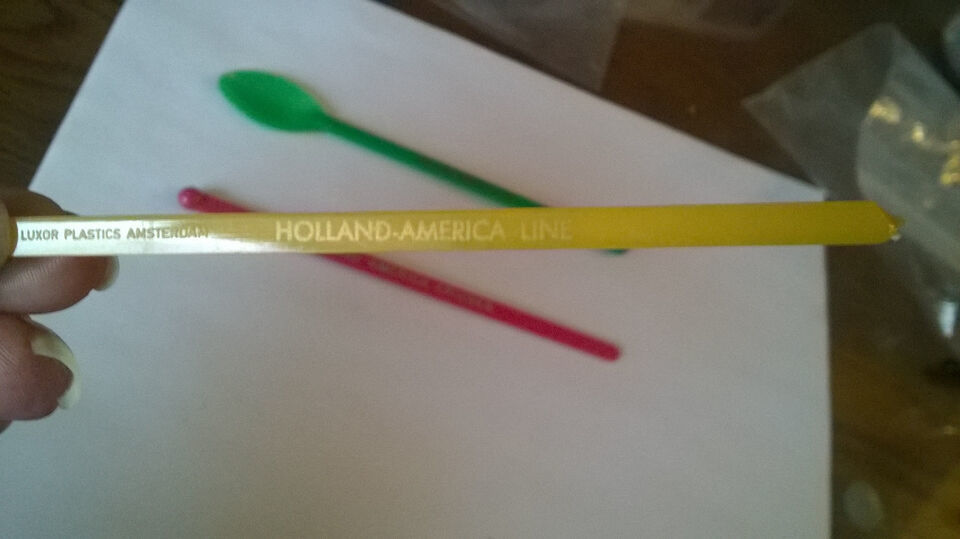 LUXOR PLASTICS AMSTERDAM HOLLAND-AMERICA LINE